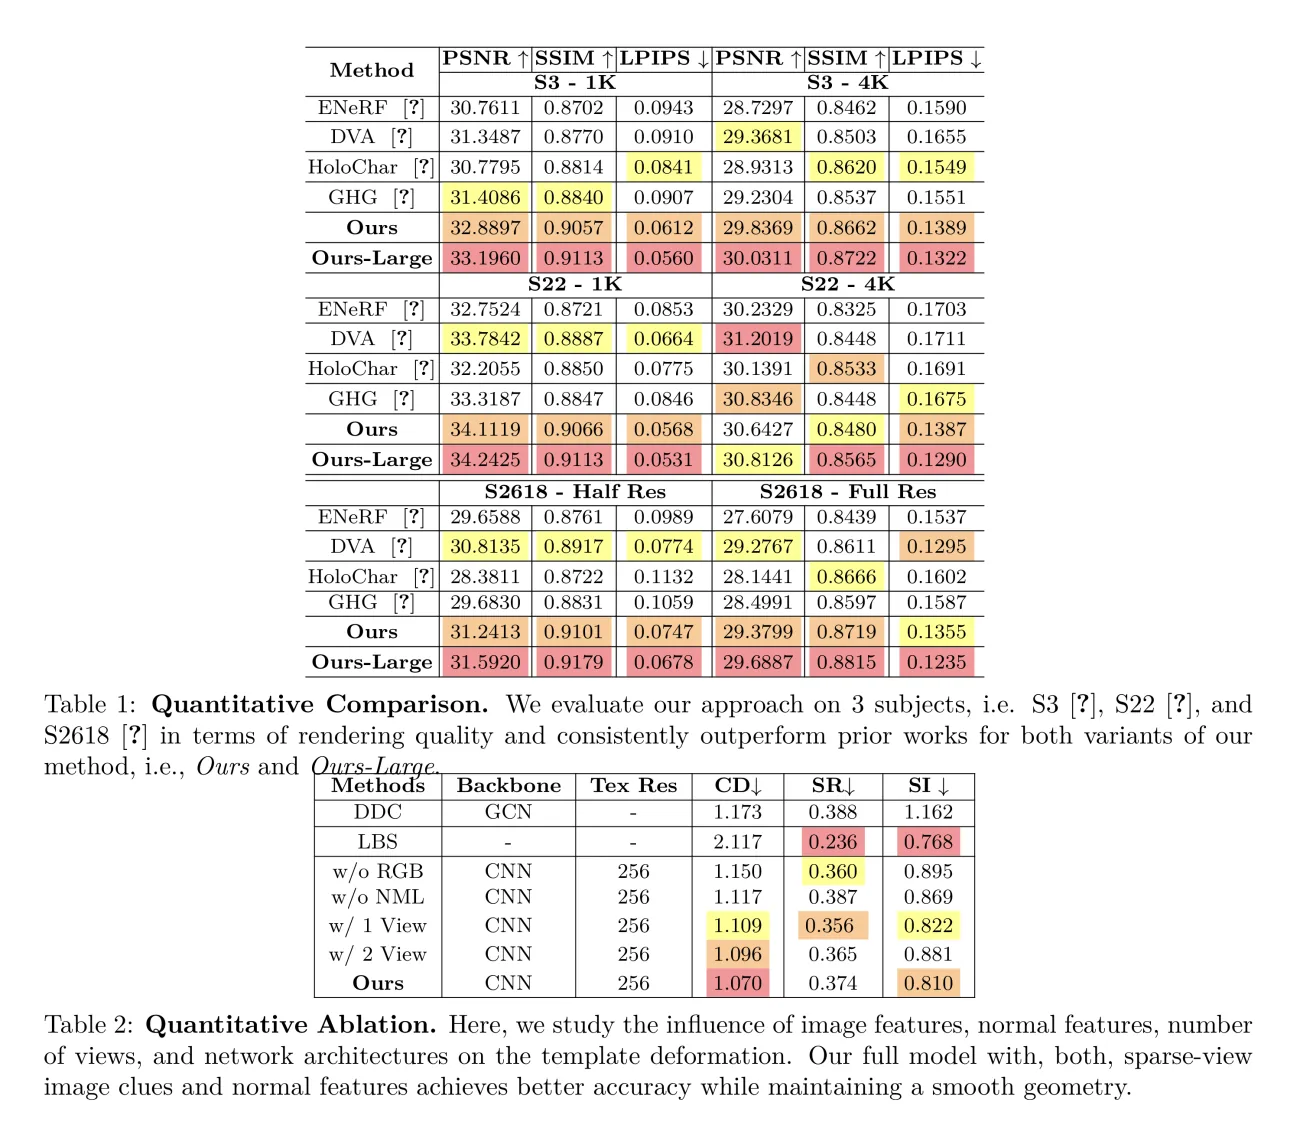 Method PSNR ↑ SSIM ↑ LPIPS ↓ PSNR ↑ SSIM ↑ LPIPS ↓
S3 - 1K S3 - 4K
ENeRF [?] 30.7611 0.8702 0.0943 28.7297 0.8462 0.1590
DVA [?] 31.3487 0.8770 0.0910 29.3681 0.8503 0.1655
HoloChar [?] 30.7795 0.8814 0.0841 28.9313 0.8620 0.1549
GHG [?] 31.4086 0.8840 0.0907 29.2304 0.8537 0.1551
Ours 32.8897 0.9057 0.0612 29.8369 0.8662 0.1389
Ours-Large 33.1960 0.9113 0.0560 30.0311 0.8722 0.1322
S22 - 1K S22 - 4K
ENeRF [?] 32.7524 0.8721 0.0853 30.2329 0.8325 0.1703
DVA [?] 33.7842 0.8887 0.0664 31.2019 0.8448 0.1711
HoloChar [?] 32.2055 0.8850 0.0775 30.1391 0.8533 0.1691
GHG [?] 33.3187 0.8847 0.0846 30.8346 0.8448 0.1675
Ours 34.1119 0.9066 0.0568 30.6427 0.8480 0.1387
Ours-Large 34.2425 0.9113 0.0531 30.8126 0.8565 0.1290
S2618 - Half Res S2618 - Full Res
ENeRF [?] 29.6588 0.8761 0.0989 27.6079 0.8439 0.1537
DVA [?] 30.8135 0.8917 0.0774 29.2767 0.8611 0.1295
HoloChar [?] 28.3811 0.8722 0.1132 28.1441 0.8666 0.1602
GHG [?] 29.6830 0.8831 0.1059 28.4991 0.8597 0.1587
Ours 31.2413 0.9101 0.0747 29.3799 0.8719 0.1355
Ours-Large 31.5920 0.9179 0.0678 29.6887 0.8815 0.1235
Table 1: Quantitative Comparison. We evaluate our approach on 3 subjects, i.e. S3 [?], S22 [?], and
S2618 [?] in terms of rendering quality and consistently outperform prior works for both variants of our
method, i.e., Ours and Ours-Large.
Methods Backbone Tex Res CD↓ SR↓ SI ↓
DDC GCN - 1.173 0.388 1.162
LBS - - 2.117 0.236 0.768
w/o RGB CNN 256 1.150 0.360 0.895
w/o NML CNN 256 1.117 0.387 0.869
w/ 1 View CNN 256 1.109 0.356 0.822
w/ 2 View CNN 256 1.096 0.365 0.881
Ours CNN 256 1.070 0.374 0.810
Table 2: Quantitative Ablation. Here, we study the influence of image features, normal features, number
of views, and network architectures on the template deformation. Our full model with, both, sparse-view
image clues and normal features achieves better accuracy while maintaining a smooth geometry.